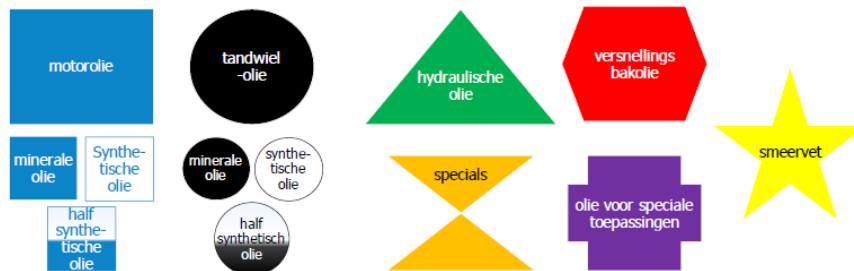 motorolie
tandwiel
-olie
hydraulische
olie
versnellings
bakolie
smeervet
minerale
olie
Synthe-
tische
olie
half
synthe-
tische
olie
minerale
olie
synthe-
tische
olie
half
synthetisch
olie
specials
olie voor speciale
toepassingen